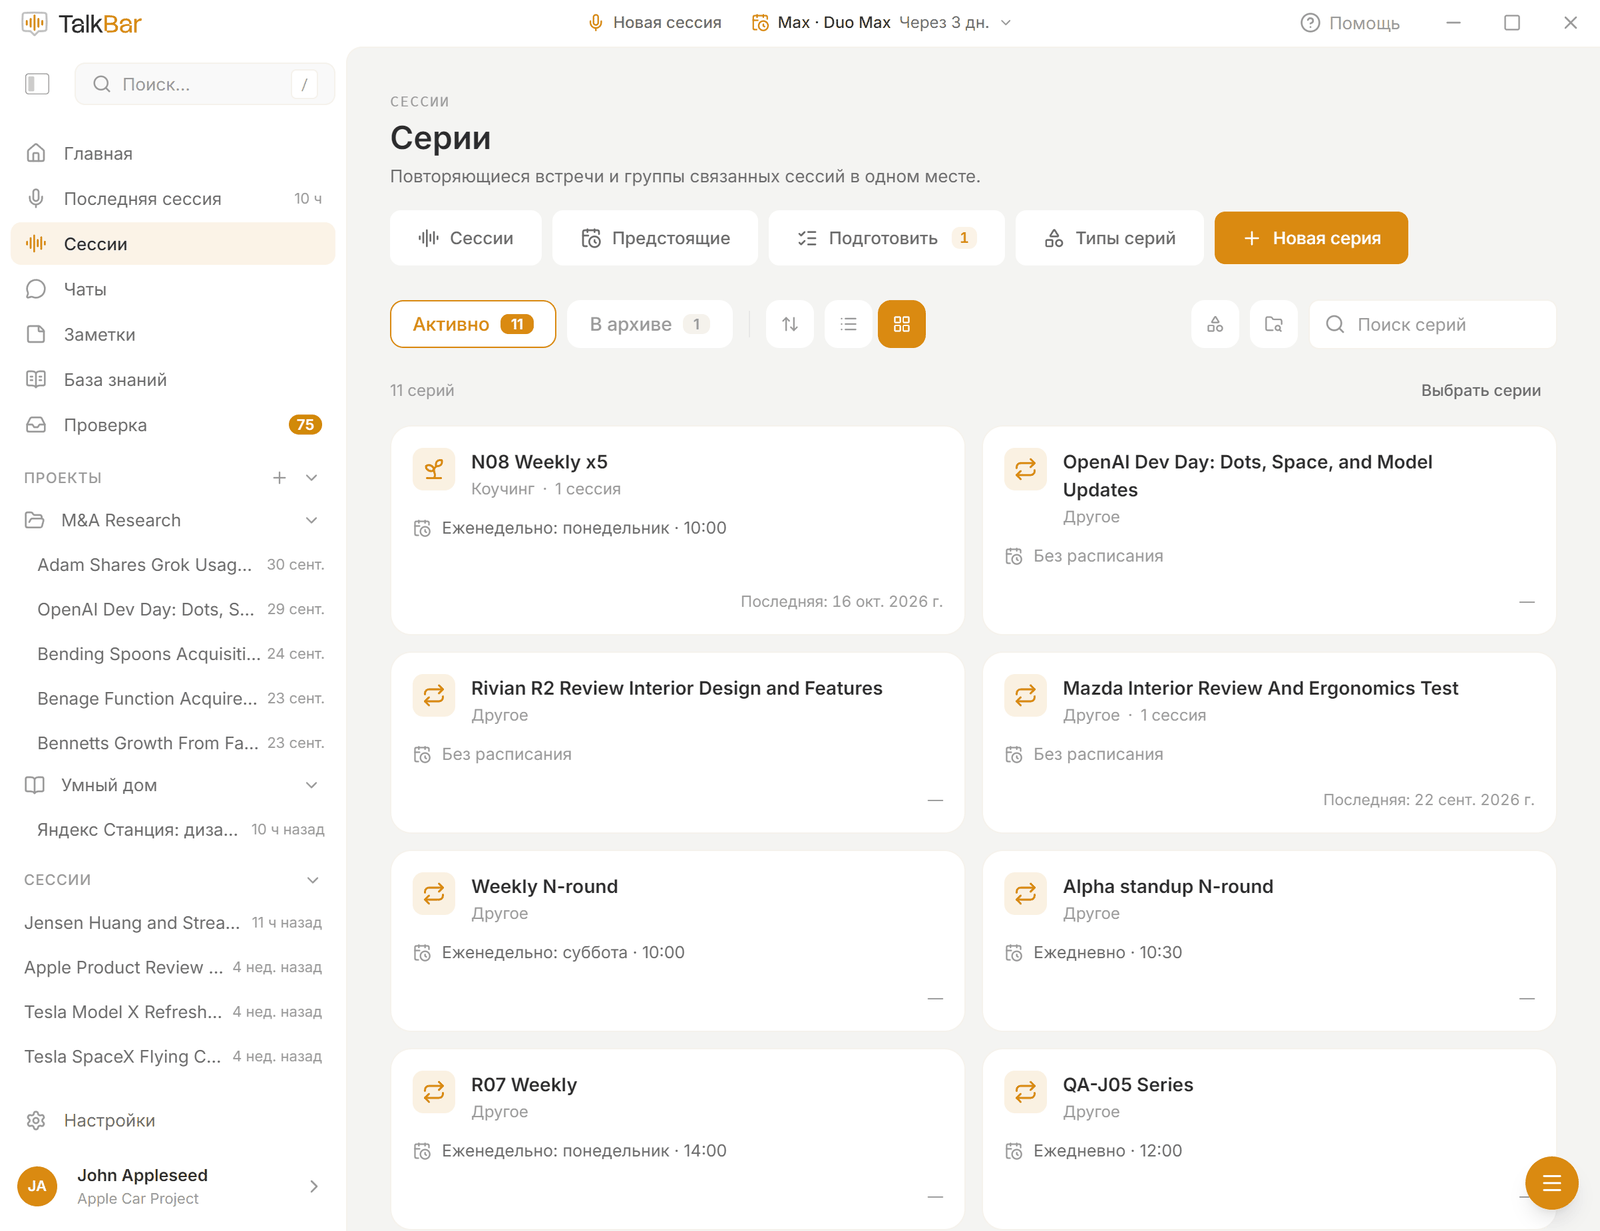 TalkBar
Новая сессия
Max · Duo Max Через 3 дн.
Помощь
Поиск...
/
Главная
Последняя сессия 10 ч
Сессии
Чаты
Заметки
База знаний
Проверка 75
ПРОЕКТЫ
M&A Research
Adam Shares Grok Usag... 30 сент.
OpenAI Dev Day: Dots, S... 29 сент.
Bending Spoons Acquisiti... 24 сент.
Benage Function Acquire... 23 сент.
Bennetts Growth From Fa... 23 сент.
Умный дом
Яндекс Станция: диза... 10 ч назад
СЕССИИ
Jensen Huang and Strea... 11 ч назад
Apple Product Review ... 4 нед. назад
Tesla Model X Refresh... 4 нед. назад
Tesla SpaceX Flying C... 4 нед. назад
Настройки
JA
John Appleseed
Apple Car Project
СЕССИИ
Серии
Повторяющиеся встречи и группы связанных сессий в одном месте.
Сессии
Предстоящие
Подготовить 1
Типы серий
Новая серия
Активно 11
В архиве 1
Поиск серий
11 серий
Выбрать серии
N08 Weekly x5
Коучинг · 1 сессия
Еженедельно: понедельник · 10:00
Последняя: 16 окт. 2026 г.
OpenAI Dev Day: Dots, Space, and Model
Updates
Другое
Без расписания
—
Rivian R2 Review Interior Design and Features
Другое
Без расписания
—
Mazda Interior Review And Ergonomics Test
Другое · 1 сессия
Без расписания
Последняя: 22 сент. 2026 г.
Weekly N-round
Другое
Еженедельно: суббота · 10:00
—
Alpha standup N-round
Другое
Ежедневно · 10:30
—
R07 Weekly
Другое
Еженедельно: понедельник · 14:00
—
QA-J05 Series
Другое
Ежедневно · 12:00
—